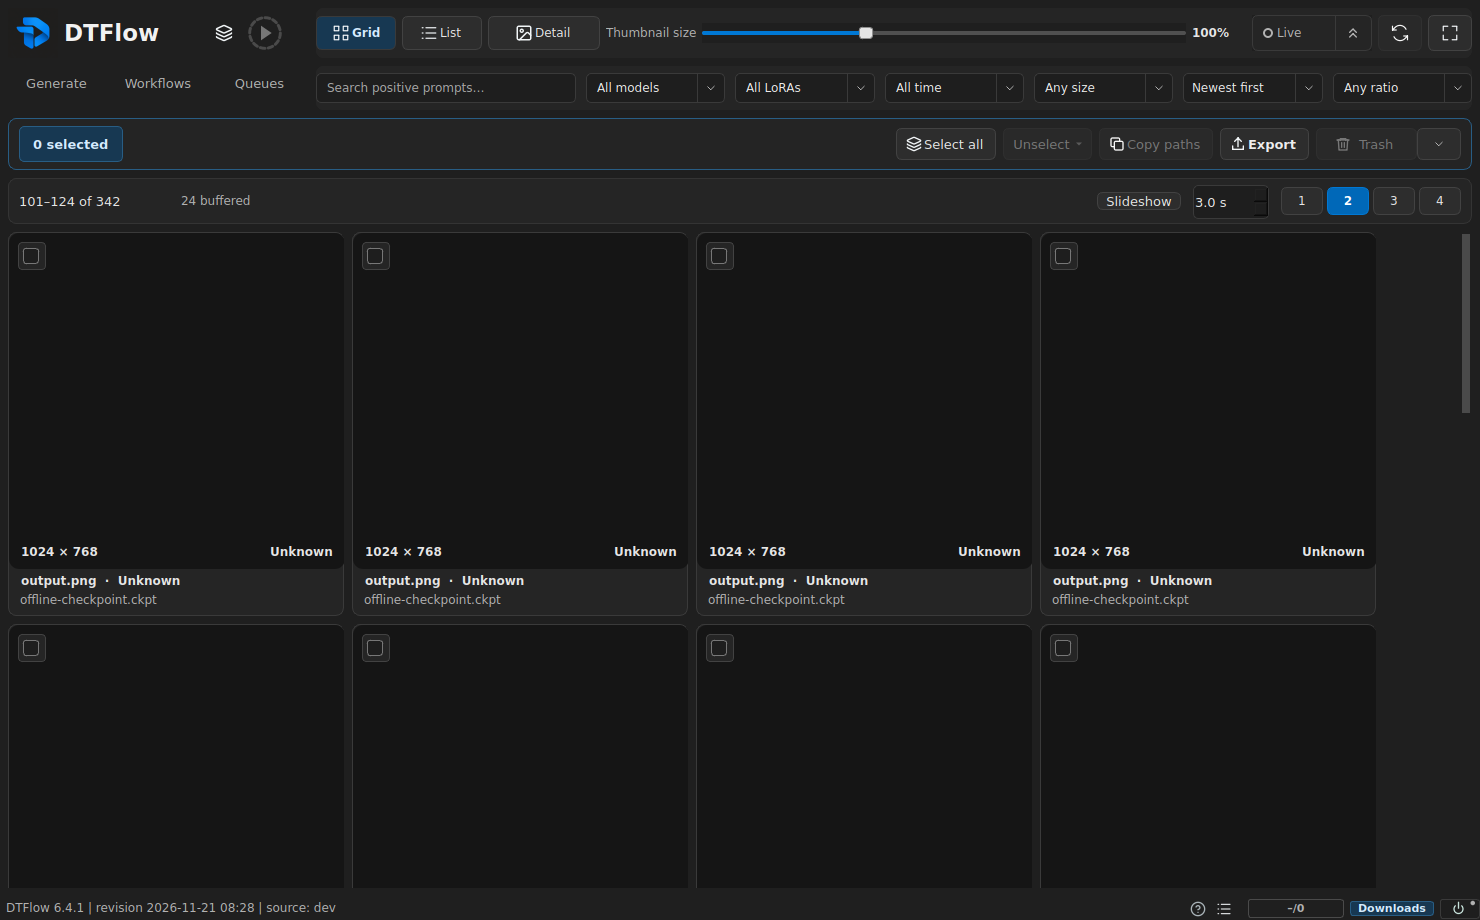 DTFlow
Grid
List
Detail
Thumbnail size
100%
Live
Generate
Workflows
Queues
Search positive prompts...
All models
All LoRAs
All time
Any size
Newest first
Any ratio
0 selected
Select all
Unselect
Copy paths
Export
Trash
101–124 of 342
24 buffered
Slideshow
3.0 s
1
2
3
4
1024 × 768
Unknown
1024 × 768
Unknown
1024 × 768
Unknown
1024 × 768
Unknown
output.png · Unknown
output.png · Unknown
output.png · Unknown
output.png · Unknown
offline-checkpoint.ckpt
offline-checkpoint.ckpt
offline-checkpoint.ckpt
offline-checkpoint.ckpt
DTFlow 6.4.1 | revision 2026-11-21 08:28 | source: dev
–/0
Downloads